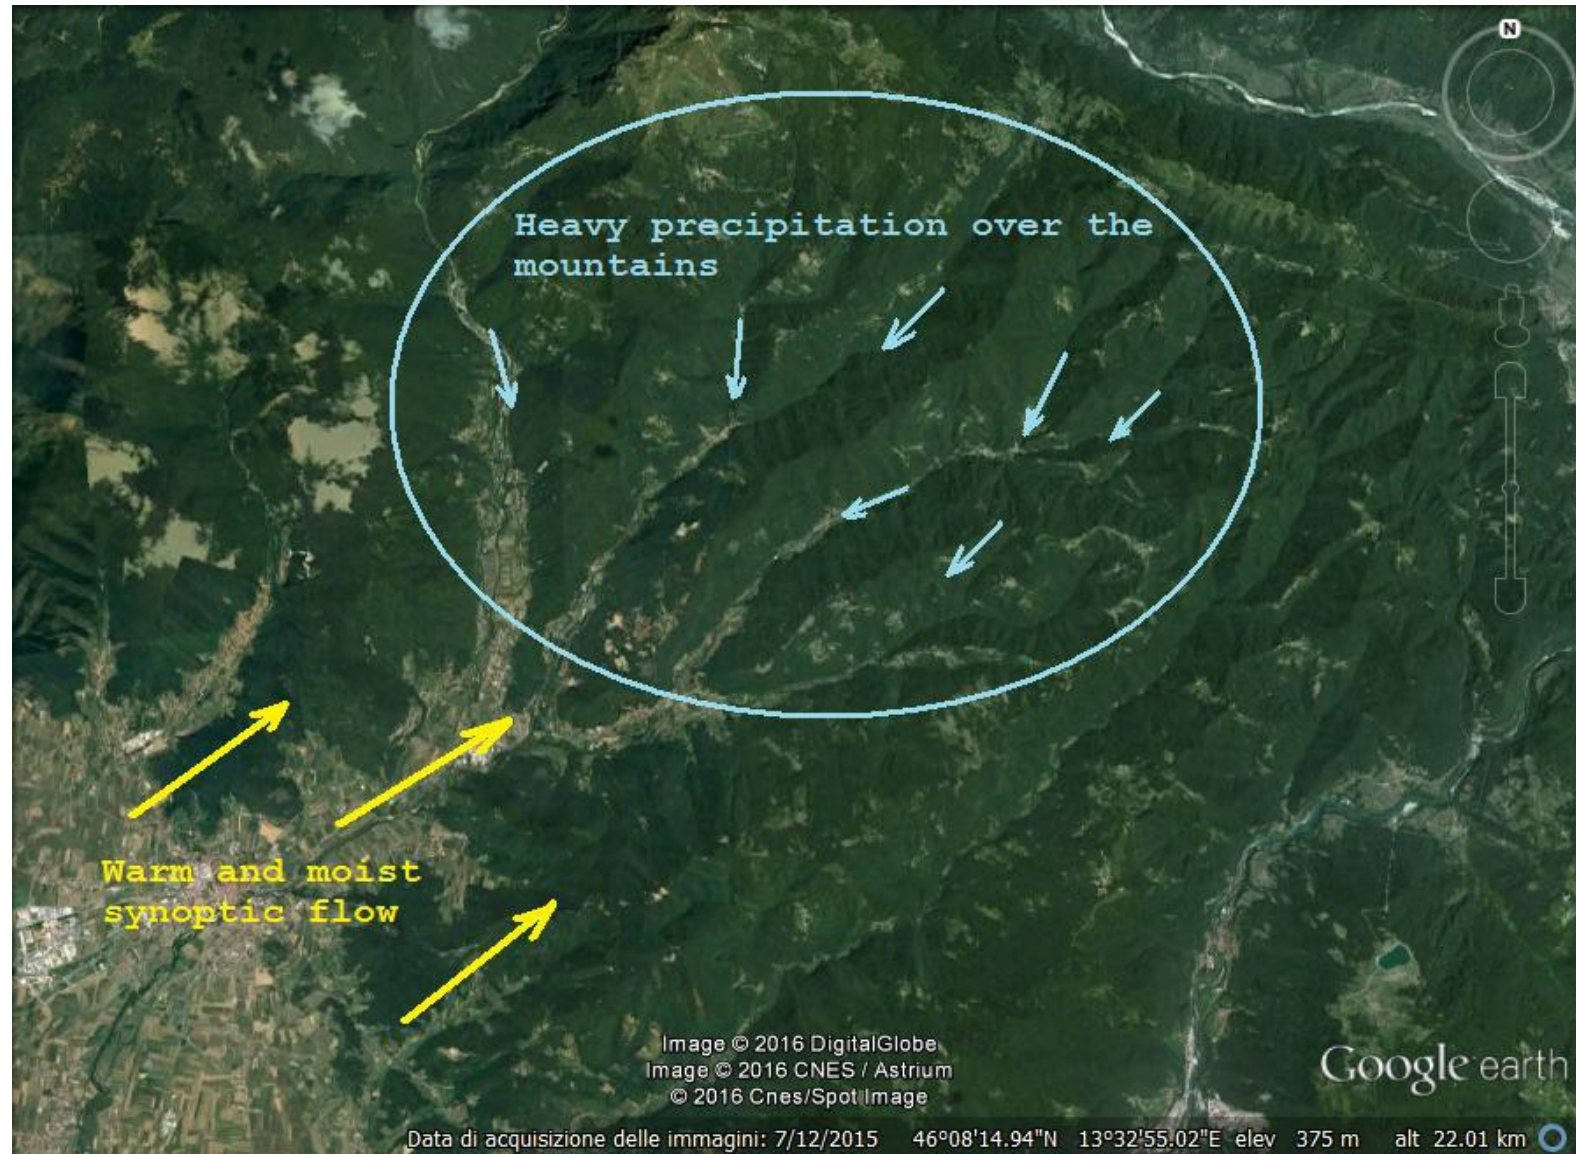 N
Heavy precipitation over the
mountains
Warm and moist
synoptic flow
Image © 2016 DigitalGlobe
Image © 2016 CNES / Astrium
© 2016 Cnes/Spot Image
Google earth
Data di acquisizione delle immagini: 7/12/2015 46°08'14.94"N 13°32'55.02"E elev 375 m alt 22.01 km